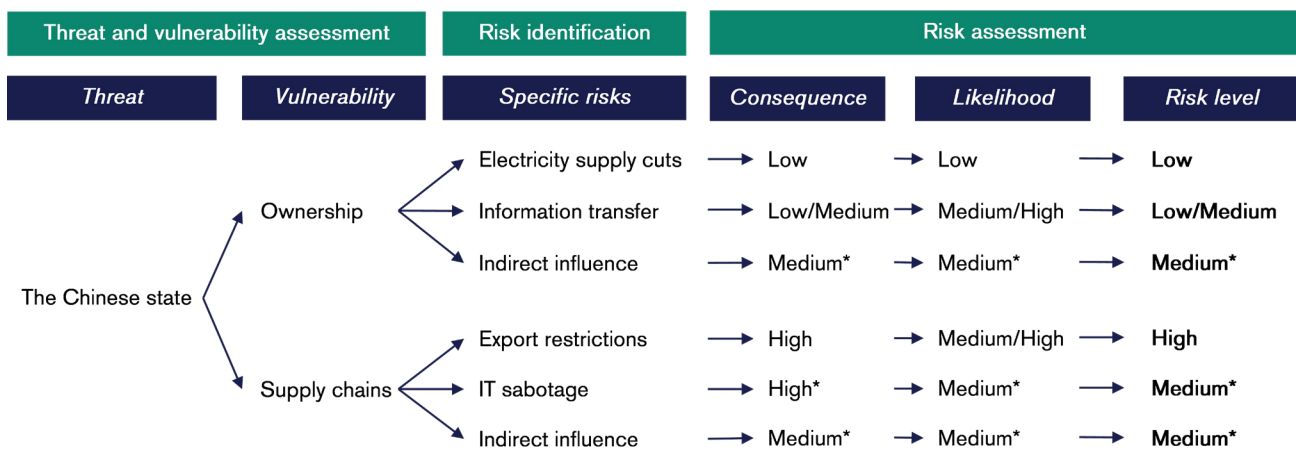 Threat and vulnerability assessment Risk identification Risk assessment
Threat Vulnerability Specific risks Consequence Likelihood Risk level
Electricity supply cuts Low Low Low
Ownership Information transfer Low/Medium Medium/High Low/Medium
Indirect influence Medium* Medium* Medium*
The Chinese state
Export restrictions High Medium/High High
Supply chains IT sabotage High* Medium* Medium*
Indirect influence Medium* Medium* Medium*